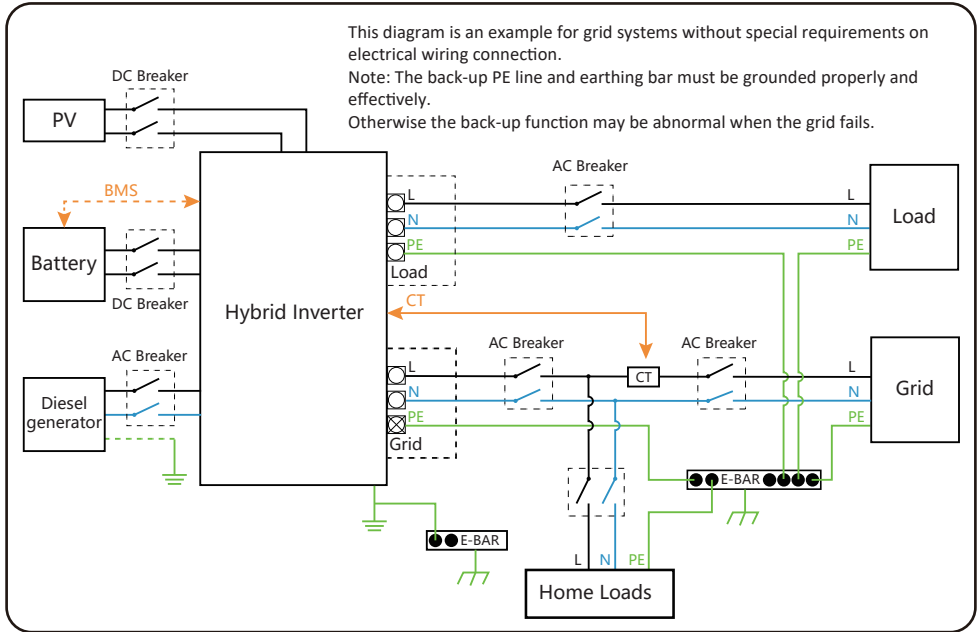 This diagram is an example for grid systems without special requirements on
electrical wiring connection.
Note: The back-up PE line and earthing bar must be grounded properly and
effectively.
Otherwise the back-up function may be abnormal when the grid fails.
DC Breaker
PV
AC Breaker
BMS
L
L
N
N
Load
Battery
PE
PE
Load
DC Breaker
CT
Hybrid Inverter
AC Breaker
AC Breaker
AC Breaker
L
CT
L
Diesel
generator
N
N
Grid
PE
PE
Grid
E-BAR
E-BAR
L
N
PE
Home Loads